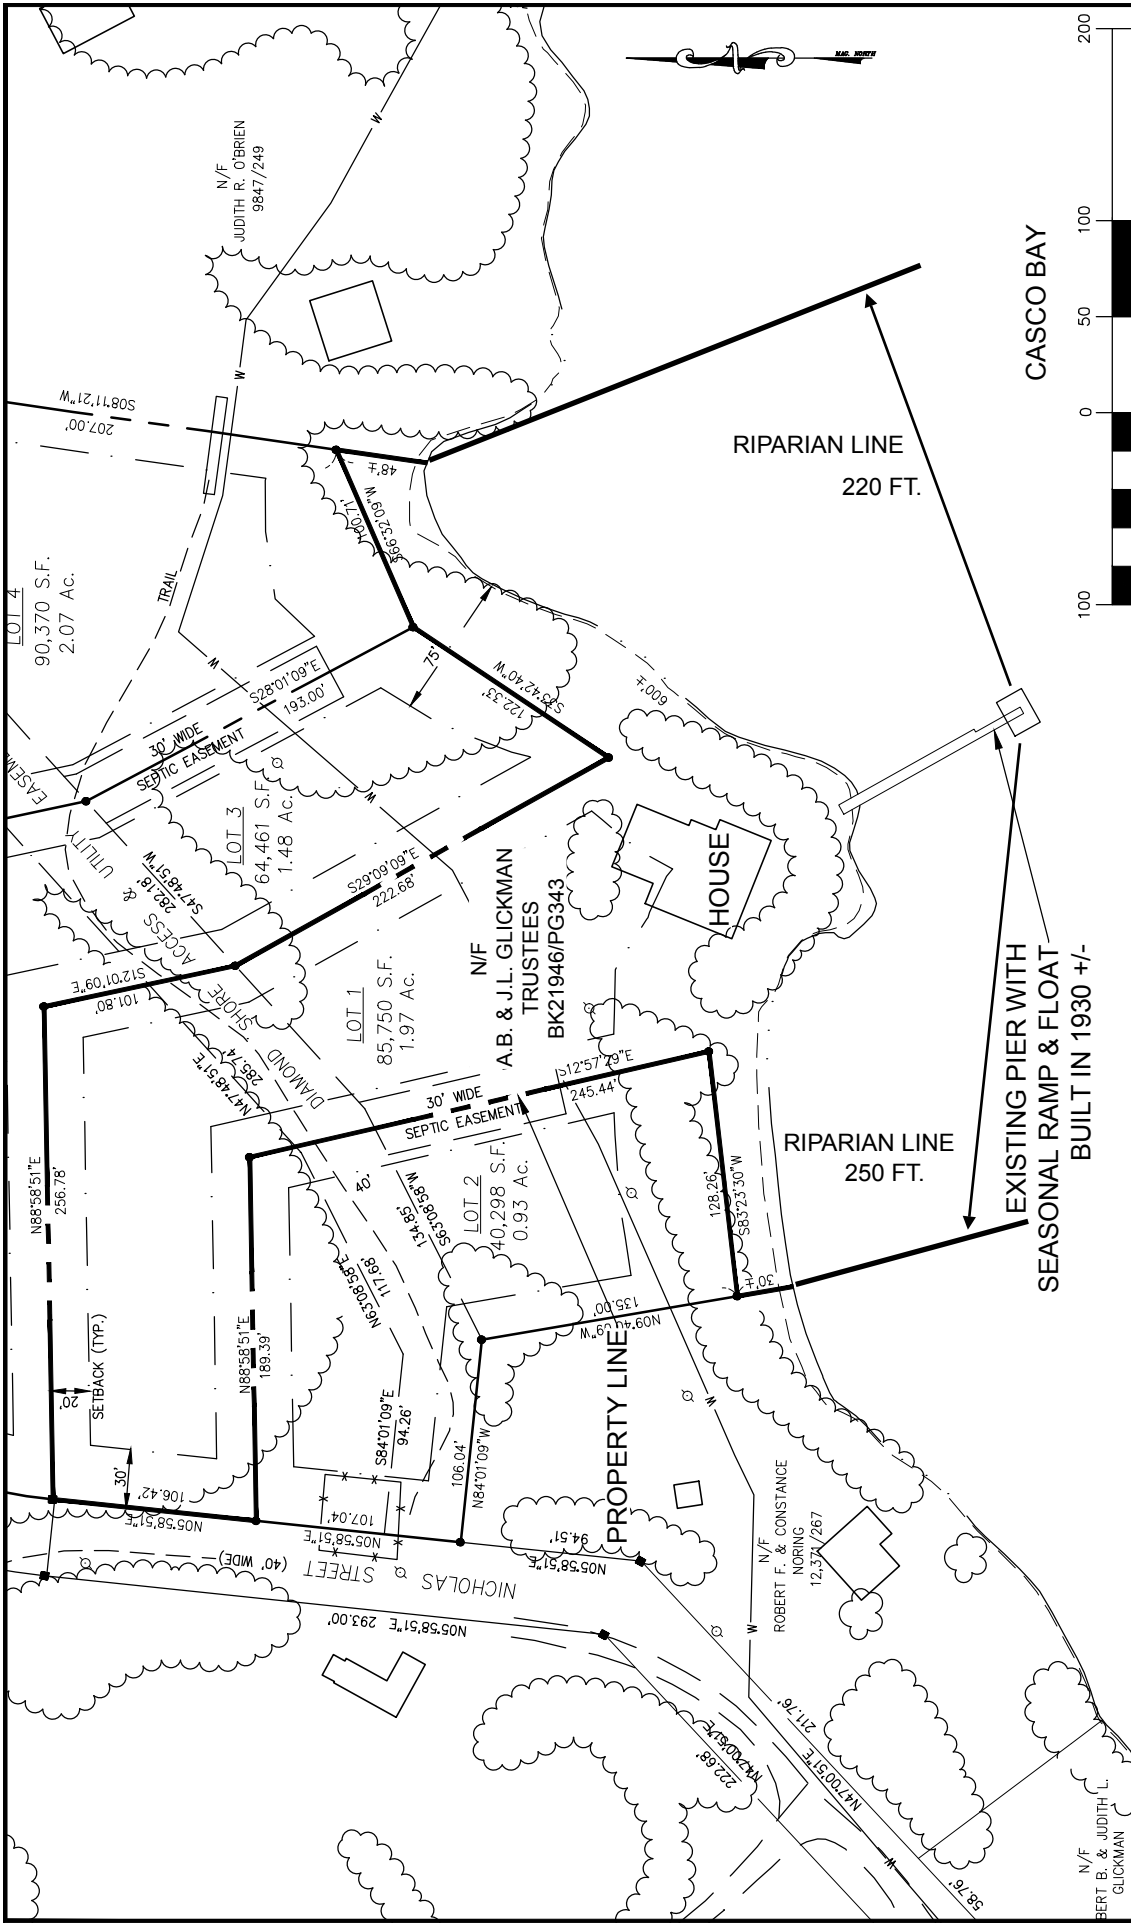 MAG. NORTH
N/F
JUDITH R. O'BRIEN
9847/249
W
W
S08°11'21"W
207.00'
48'±
S66°32'09"W
100.71'
TRAIL
LOT 4
90,370 S.F.
2.07 Ac.
W
S28°01'09"E
193.00'
30' WIDE
SEPTIC EASEMENT
75'
S33°42'40"W
122.33'
600'±
W
LOT 3
64,461 S.F.
1.48 Ac.
S29°09'09"E
222.68'
ACCESS & UTILITY
S47°48'51"W
282.18'
S12°01'09"E
101.80'
DIAMOND SHORE
N47°48'51"E
285.74'
LOT 1
85,750 S.F.
1.97 Ac.
N/F
A.B. & J.L. GLICKMAN
TRUSTEES
BK21946/PG343
HOUSE
30' WIDE
SEPTIC EASEMENT
S12°57'29"E
245.44'
N88°58'51"E
256.78'
N88°58'51"E
189.39'
SETBACK (TYP.)
20'
30'
40'
S63°08'58"W
134.85'
N63°08'58"E
117.68'
LOT 2
40,298 S.F.
0.93 Ac.
128.26'
S83°23'30"W
30'±
135.00'
N09°40'09"W
S84°01'09"E
94.26'
106.04'
N84°01'09"W
106.42'
N05°58'51"E
107.04'
N05°58'51"E
94.51'
N05°58'51"E
PROPERTY LINE
NICHOLAS STREET (40' WIDE)
N05°58'51"E 293.00'
W
W
N/F
ROBERT F. & CONSTANCE
NORING
12,371/267
N47°00'51"E
222.68'
N47°00'51"E
211.76'
58.76'
W
N/F
BERT B. & JUDITH L.
GLICKMAN
RIPARIAN LINE
220 FT.
RIPARIAN LINE
250 FT.
EXISTING PIER WITH
SEASONAL RAMP & FLOAT
BUILT IN 1930 +/-
CASCO BAY
100 0 50 100 200